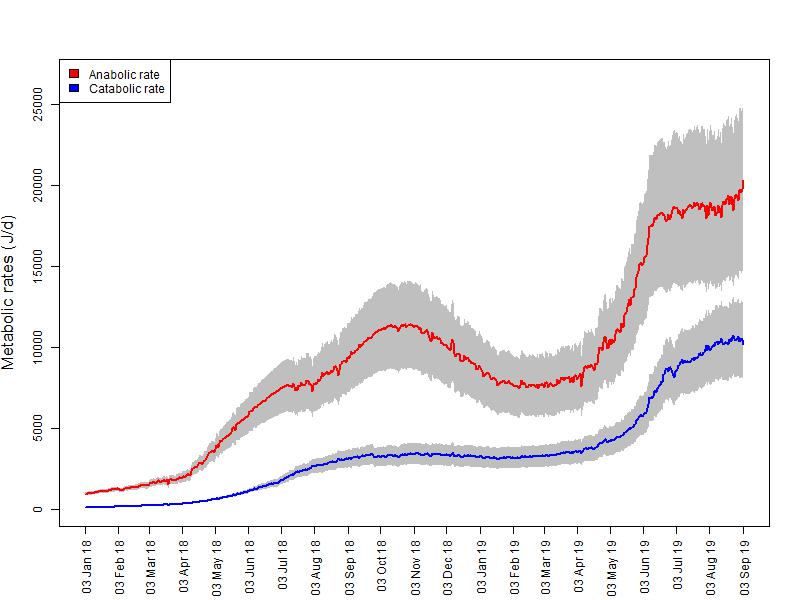 Anabolic rate
Catabolic rate
Metabolic rates (J/d)
25000
20000
15000
10000
5000
0
03 Jan 18
03 Feb 18
03 Mar 18
03 Apr 18
03 May 18
03 Jun 18
03 Jul 18
03 Aug 18
03 Sep 18
03 Oct 18
03 Nov 18
03 Dec 18
03 Jan 19
03 Feb 19
03 Mar 19
03 Apr 19
03 May 19
03 Jun 19
03 Jul 19
03 Aug 19
03 Sep 19